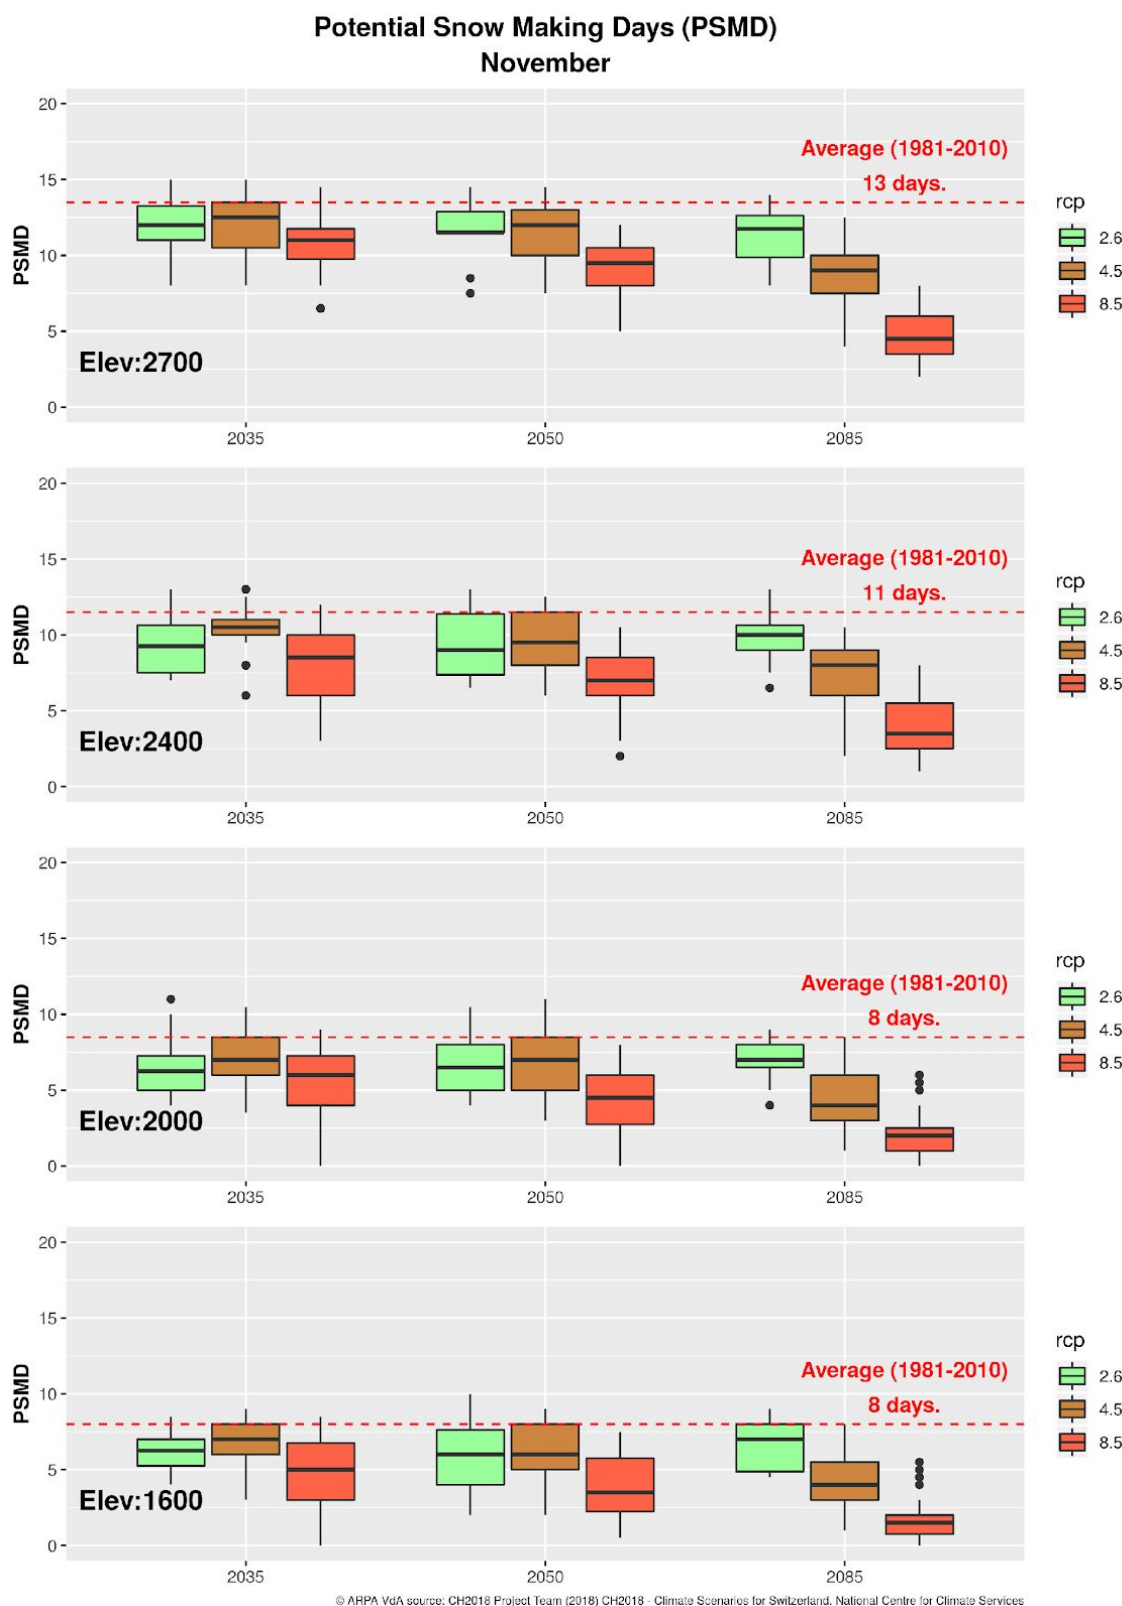 Potential Snow Making Days (PSMD)
November
20
15
10
5
0
PSMD
Average (1981-2010)
13 days.
Elev:2700
2035
2050
2085
rcp
2.6
4.5
8.5
20
15
10
5
0
PSMD
Average (1981-2010)
11 days.
Elev:2400
2035
2050
2085
rcp
2.6
4.5
8.5
20
15
10
5
0
PSMD
Average (1981-2010)
8 days.
Elev:2000
2035
2050
2085
rcp
2.6
4.5
8.5
20
15
10
5
0
PSMD
Average (1981-2010)
8 days.
Elev:1600
2035
2050
2085
rcp
2.6
4.5
8.5
© ARPA VdA source: CH2018 Project Team (2018) CH2018 - Climate Scenarios for Switzerland. National Centre for Climate Services